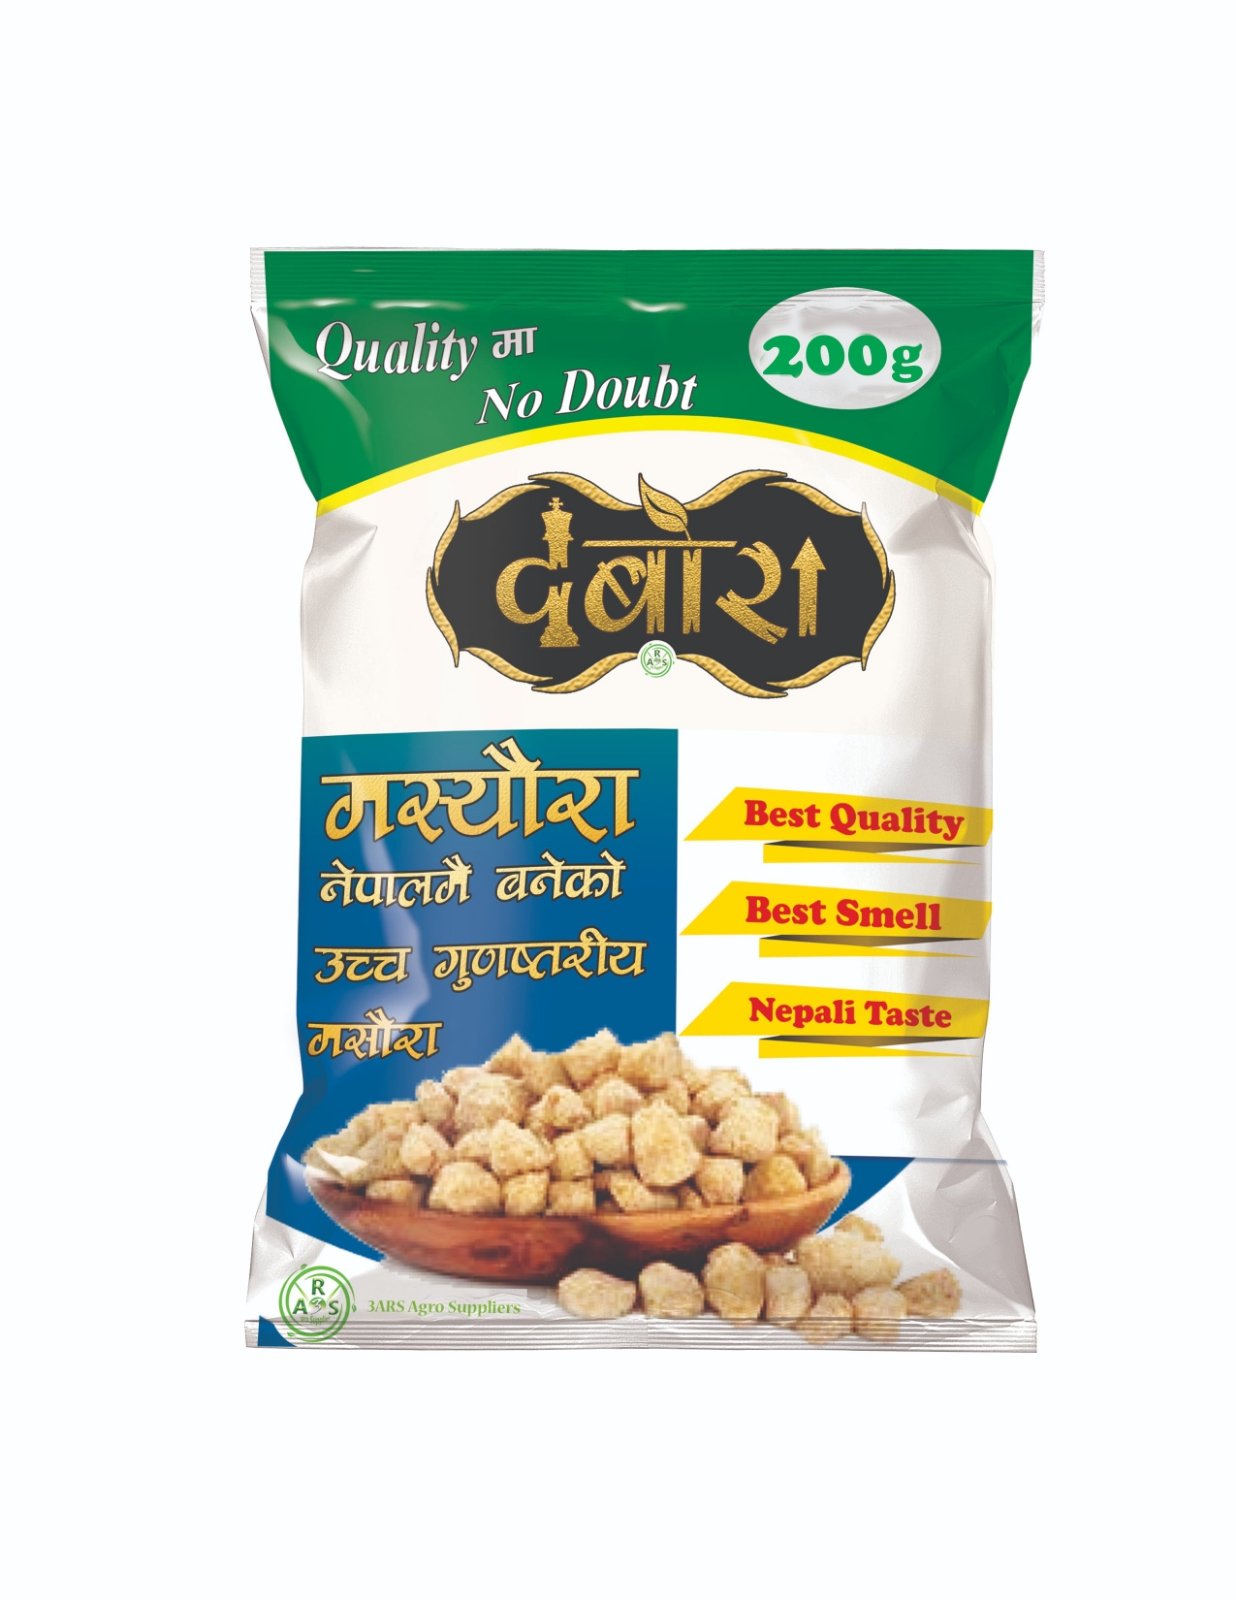 Quality मा
No Doubt
200g
दबोरा
R
A S
मस्यौरा
नेपालमै बनेको
उच्च गुणष्तरीय
मसौरा
Best Quality
Best Smell
Nepali Taste
R
A S
3ARS Agro Suppliers